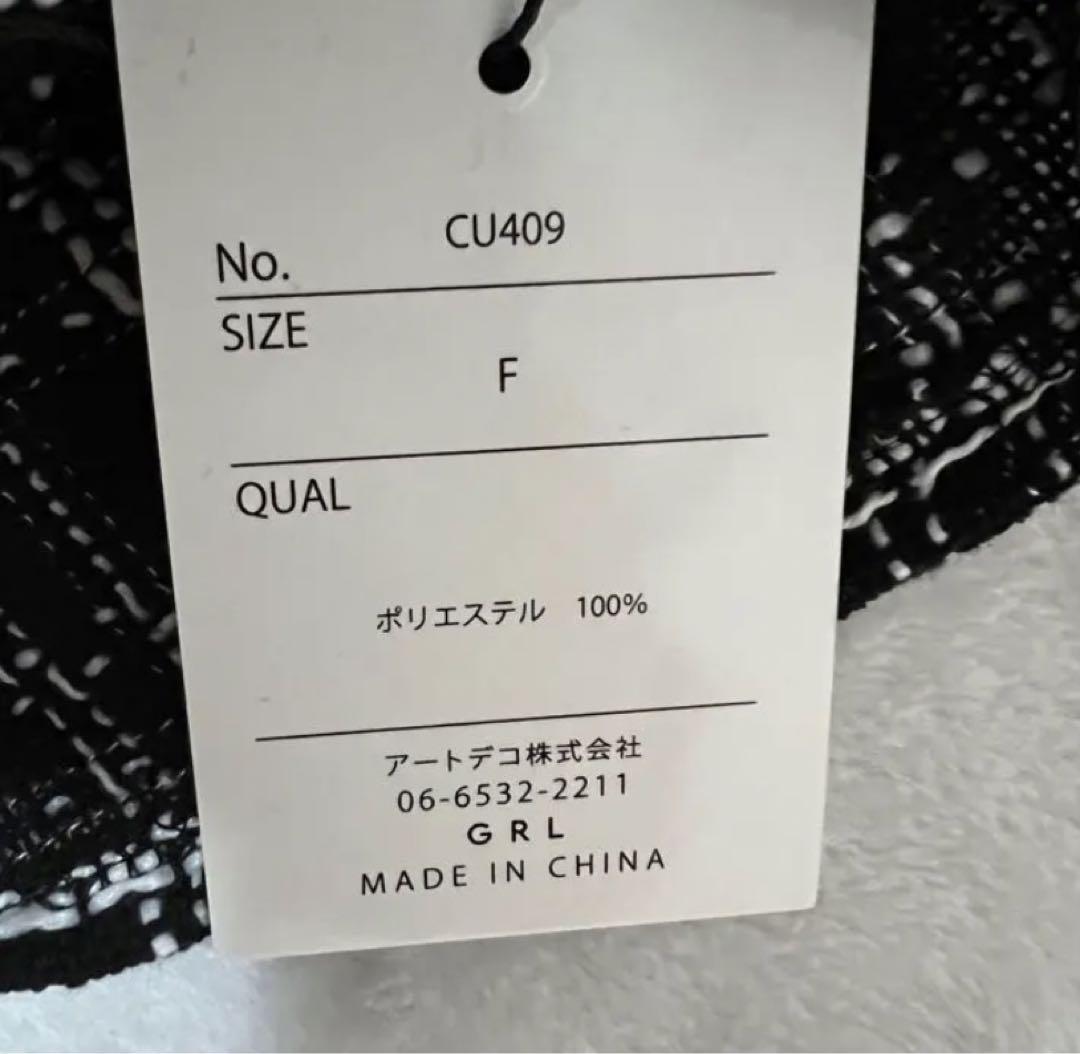 No. CU409
SIZE
F
QUAL
ポリエステル 100%
アートデコ株式会社
06-6532-2211
GRL
MADE IN CHINA